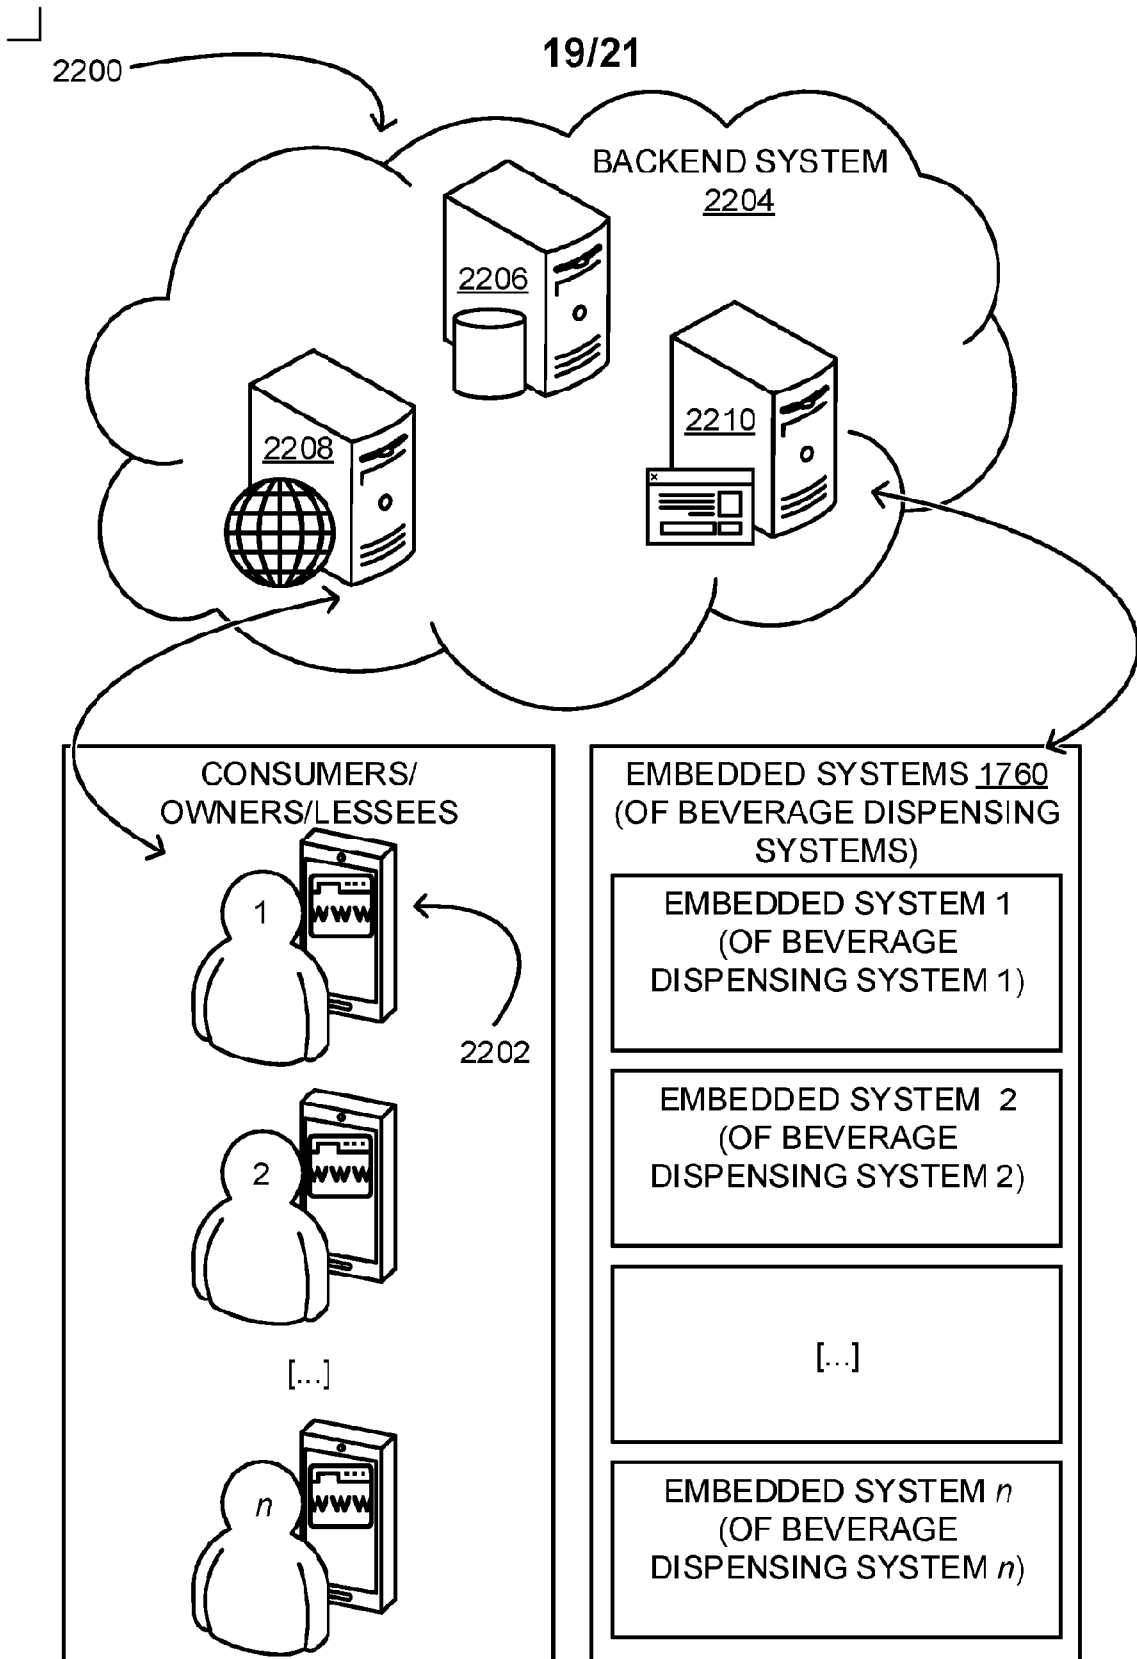 19/21
2200
BACKEND SYSTEM
2204
2206
2210
2208
CONSUMERS/
OWNERS/LESSEES
1
WWW
2202
2
WWW
[...]
n
WWW
EMBEDDED SYSTEMS 1760
(OF BEVERAGE DISPENSING
SYSTEMS)
EMBEDDED SYSTEM 1
(OF BEVERAGE
DISPENSING SYSTEM 1)
EMBEDDED SYSTEM 2
(OF BEVERAGE
DISPENSING SYSTEM 2)
[...]
EMBEDDED SYSTEM n
(OF BEVERAGE
DISPENSING SYSTEM n)